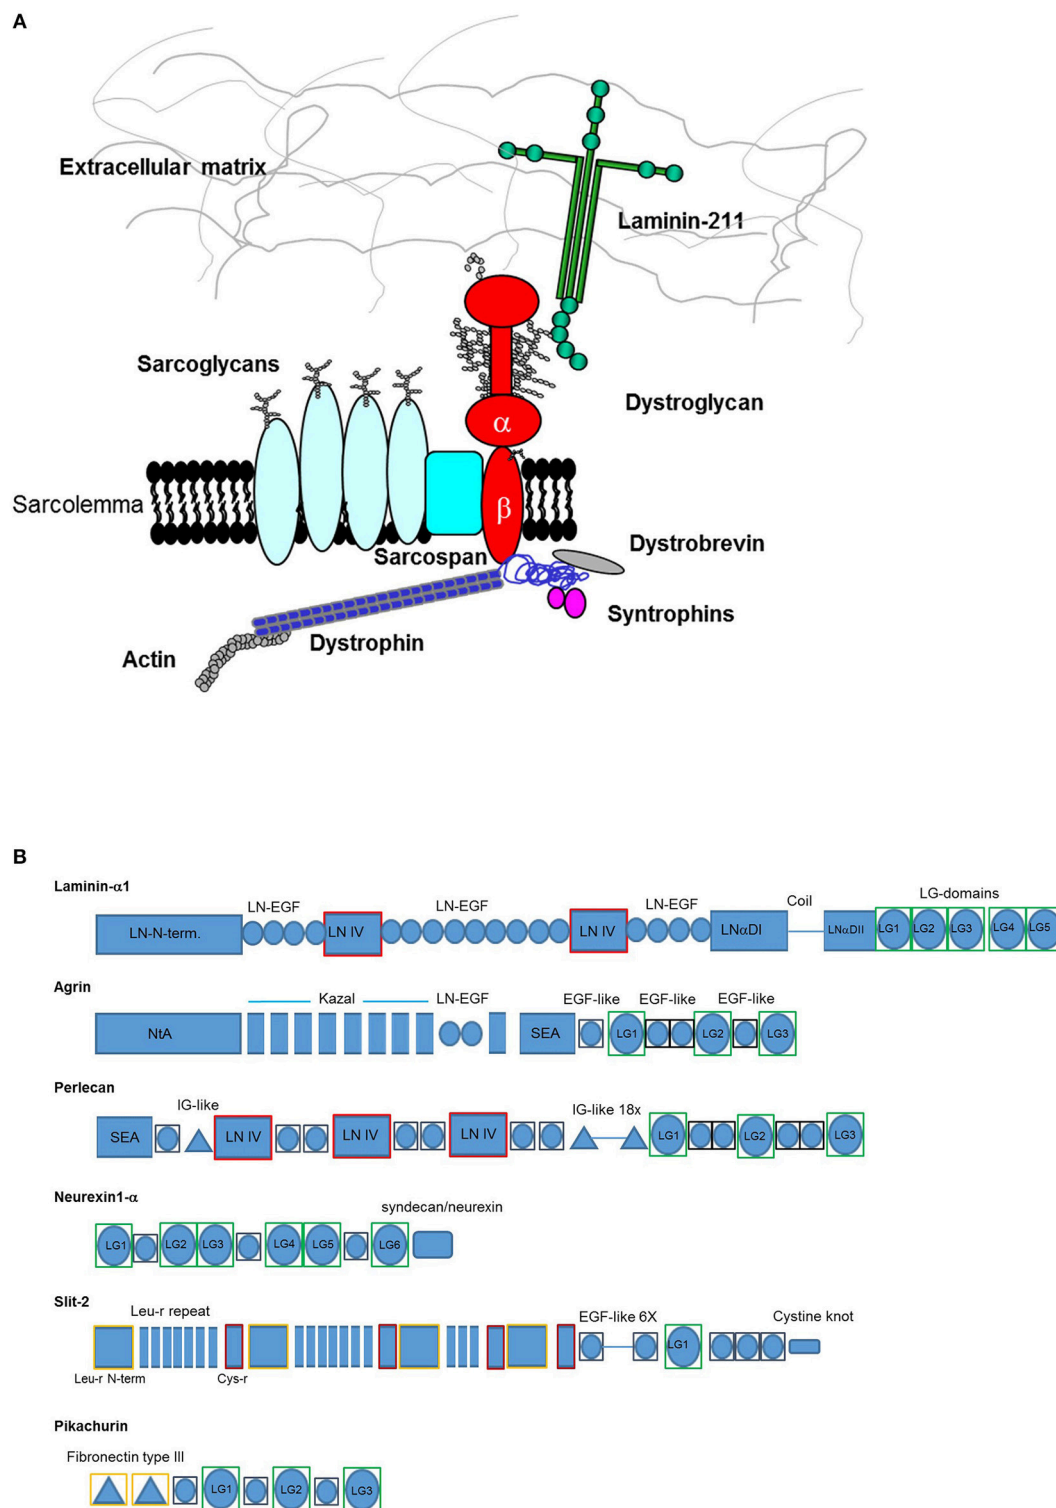 A
Extracellular matrix
Laminin-211
Sarcoglycans
Dystroglycan
α
Sarcolemma
β
Dystrobrevin
Sarcospan
Syntrophins
Dystrophin
Actin
B
Laminin-α1
LN-EGF LN-EGF LN-EGF Coil LG-domains
LN-N-term. LN IV LN IV LNαDI LNαDII LG1 LG2 LG3 LG4 LG5
Agrin
Kazal LN-EGF EGF-like EGF-like EGF-like
NtA SEA LG1 LG2 LG3
Perlecan
IG-like IG-like 18x
SEA LN IV LN IV LN IV LG1 LG2 LG3
Neurexin1-α
syndecan/neurexin
LG1 LG2 LG3 LG4 LG5 LG6
Slit-2
Leu-r repeat EGF-like 6X Cystine knot
LG1
Leu-r N-term Cys-r
Pikachurin
Fibronectin type III
LG1 LG2 LG3